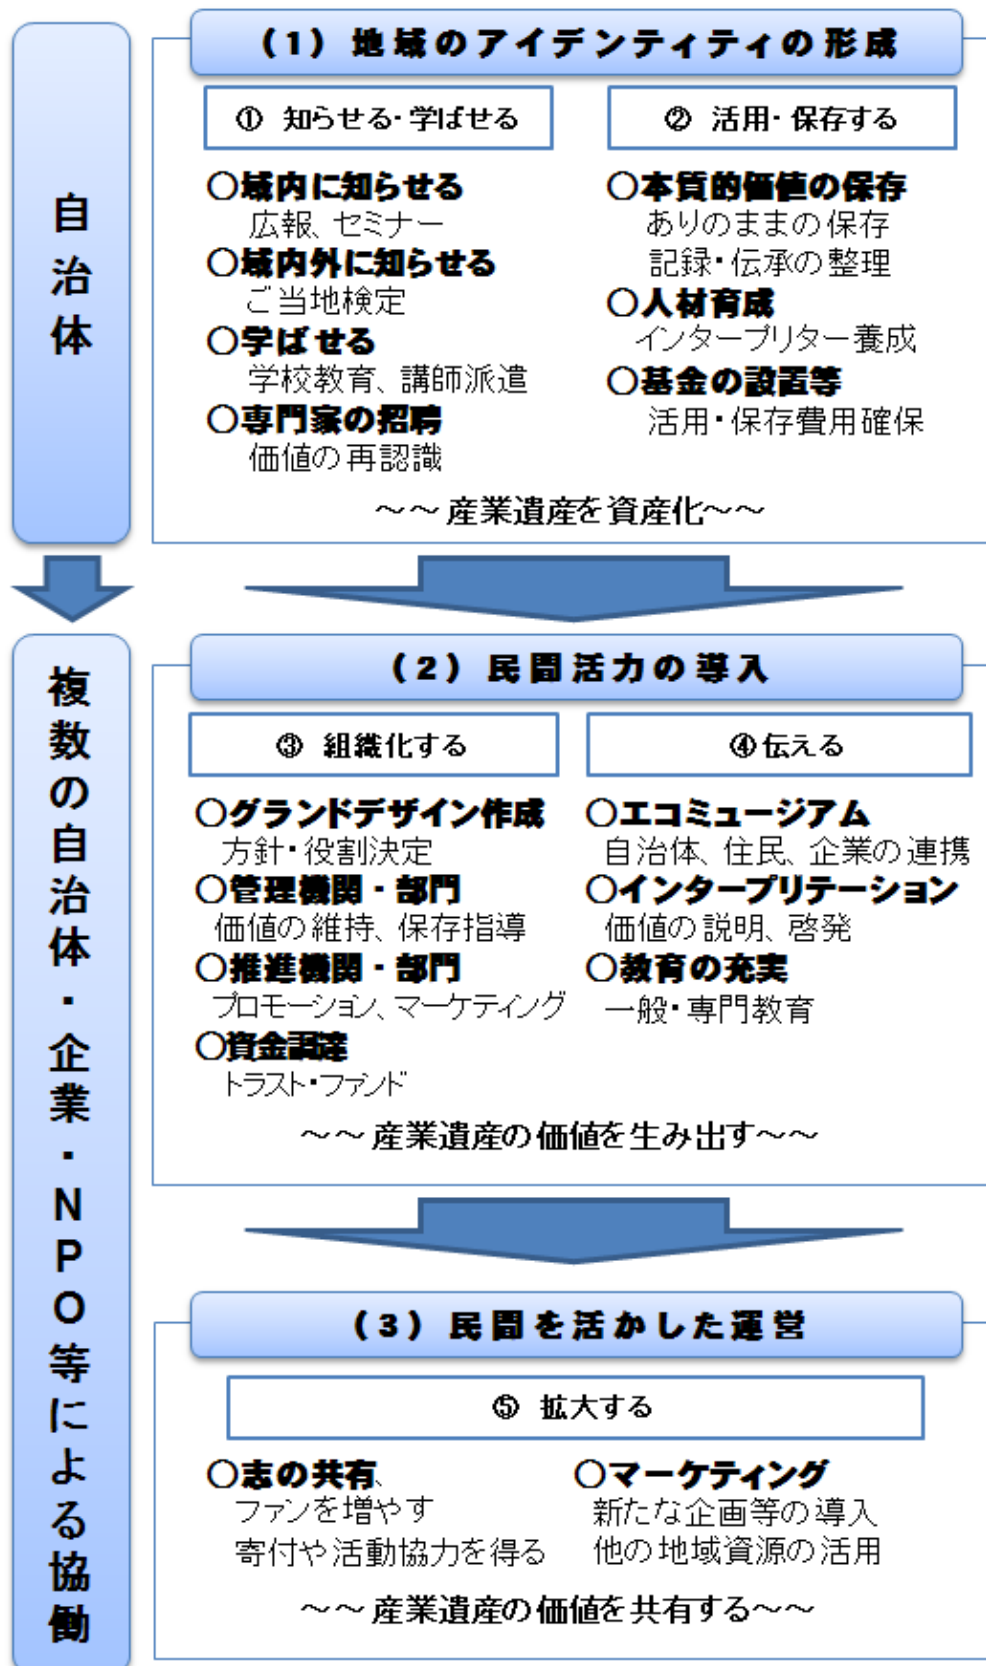 自治体
(1) 地域のアイデンティティの形成
① 知らせる・学ばせる
○域内に知らせる
広報、セミナー
○域内外に知らせる
ご当地検定
○学ばせる
学校教育、講師派遣
○専門家の招聘
価値の再認識
② 活用・保存する
○本質的価値の保存
ありのままの保存
記録・伝承の整理
○人材育成
インタープリター養成
○基金の設置等
活用・保存費用確保
～～産業遺産を資産化～～
複数の自治体・企業・NPO等による協働
(2) 民間活力の導入
③ 組織化する
○グランドデザイン作成
方針・役割決定
○管理機関・部門
価値の維持、保存指導
○推進機関・部門
プロモーション、マーケティング
○資金調達
トラスト・ファンド
④伝える
○エコミュージアム
自治体、住民、企業の連携
○インタープリテーション
価値の説明、啓発
○教育の充実
一般・専門教育
～～産業遺産の価値を生み出す～～
(3) 民間を活かした運営
⑤ 拡大する
○志の共有、
ファンを増やす
寄付や活動協力を得る
○マーケティング
新たな企画等の導入
他の地域資源の活用
～～産業遺産の価値を共有する～～